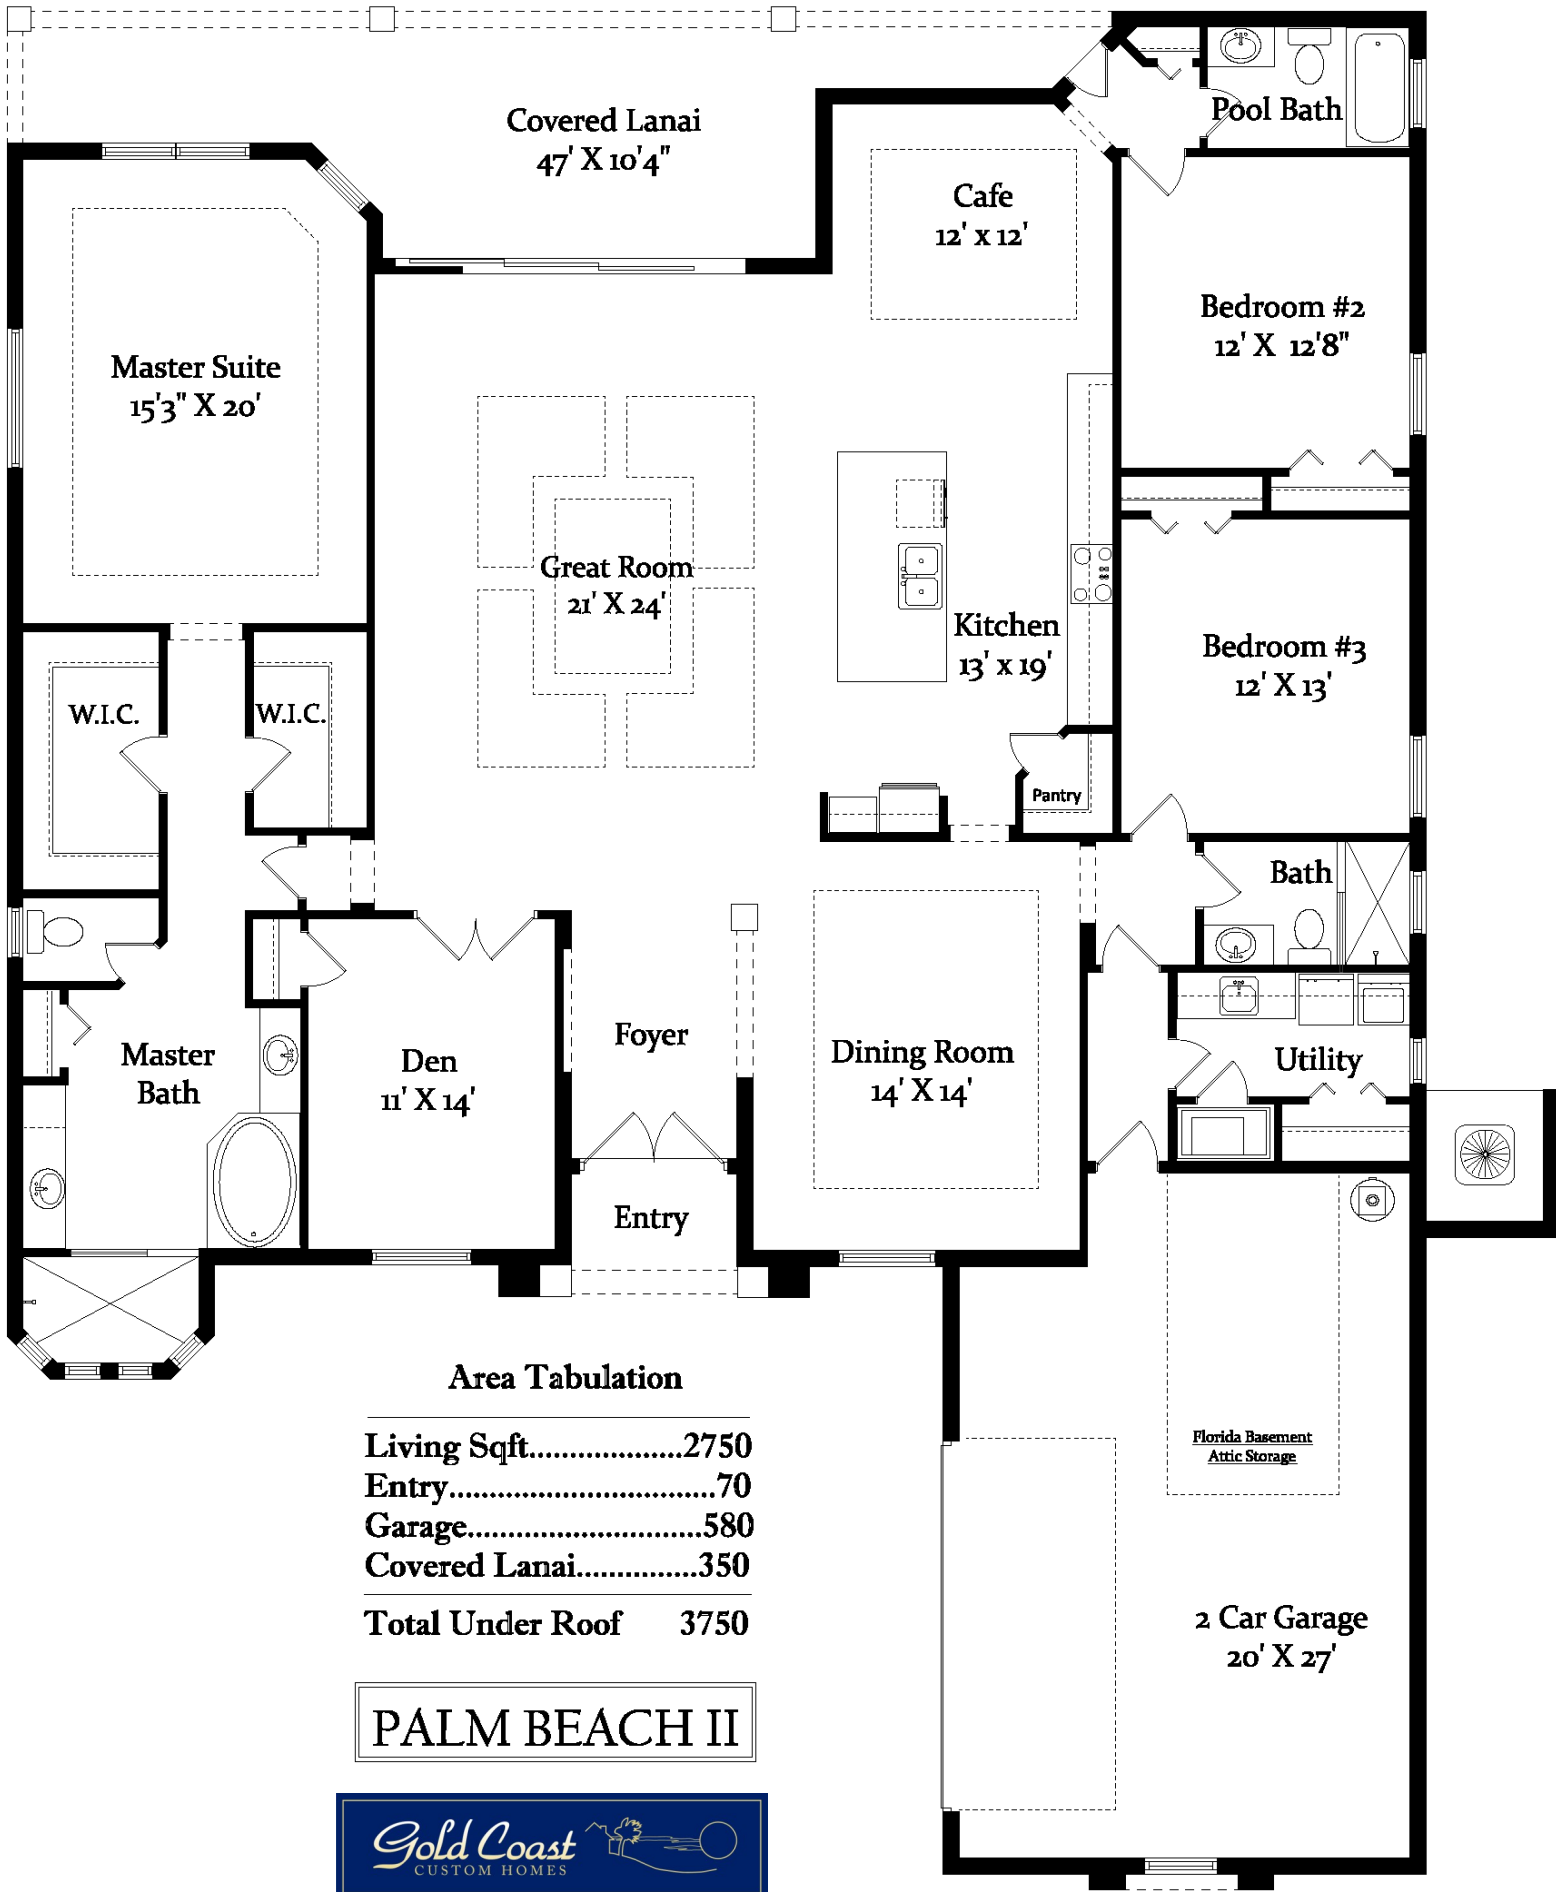 Covered Lanai
47' X 10'4"
Pool Bath
Cafe
12' x 12'
Bedroom #2
12' X 12'8"
Master Suite
15'3" X 20'
Great Room
21' X 24'
Kitchen
13' x 19'
Bedroom #3
12' X 13'
W.I.C.
W.I.C.
Pantry
Bath
Foyer
Master
Bath
Den
11' X 14'
Dining Room
14' X 14'
Utility
Entry
Area Tabulation
Living Sqft...................2750
Entry.................................70
Garage.............................580
Covered Lanai...............350
Total Under Roof 3750
Florida Basement
Attic Storage
2 Car Garage
20' X 27'
PALM BEACH II
Gold Coast
CUSTOM HOMES